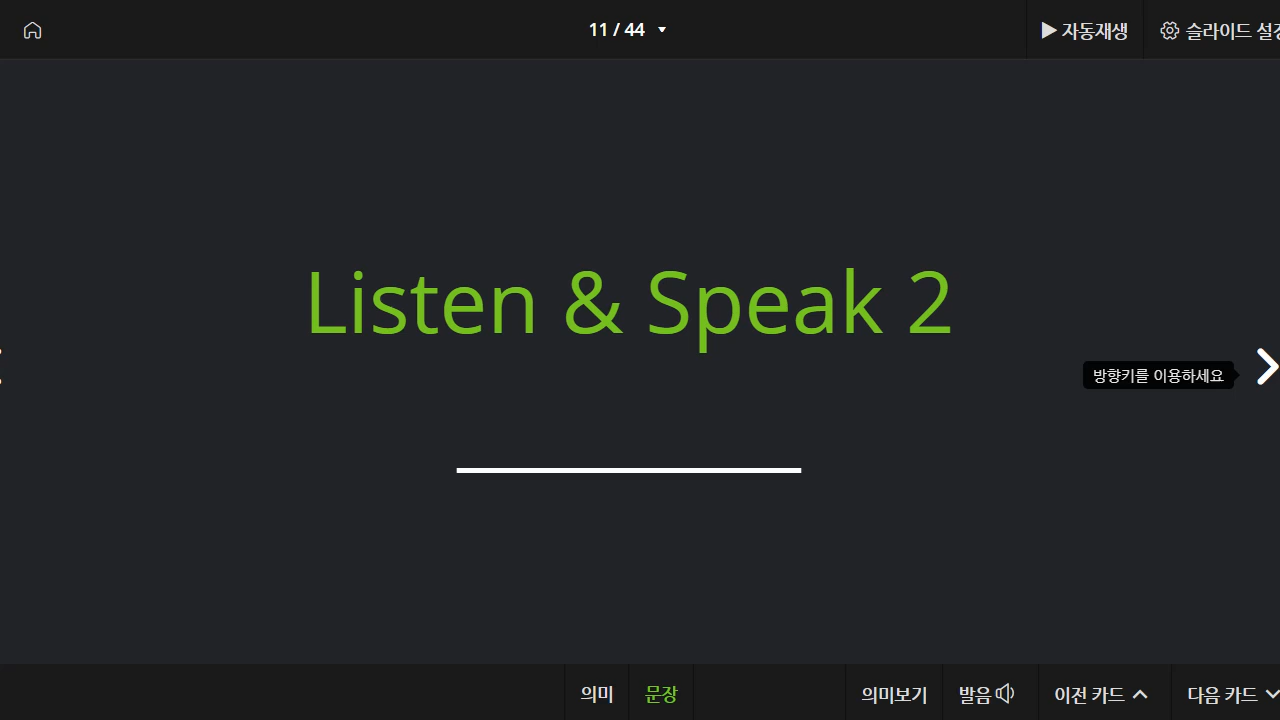 11 / 44
자동재생
슬라이드 설정
Listen & Speak 2
방향키를 이용하세요
의미
문장
의미보기
발음
이전 카드
다음 카드